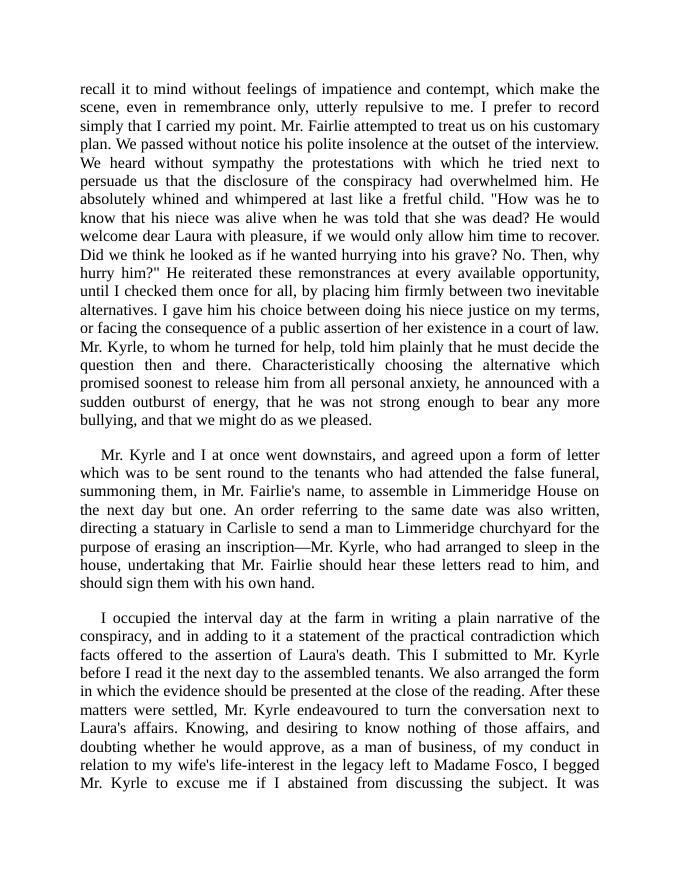 recall it to mind without feelings of impatience and contempt, which make the
scene, even in remembrance only, utterly repulsive to me. I prefer to record
simply that I carried my point. Mr. Fairlie attempted to treat us on his customary
plan. We passed without notice his polite insolence at the outset of the interview.
We heard without sympathy the protestations with which he tried next to
persuade us that the disclosure of the conspiracy had overwhelmed him. He
absolutely whined and whimpered at last like a fretful child. "How was he to
know that his niece was alive when he was told that she was dead? He would
welcome dear Laura with pleasure, if we would only allow him time to recover.
Did we think he looked as if he wanted hurrying into his grave? No. Then, why
hurry him?" He reiterated these remonstrances at every available opportunity,
until I checked them once for all, by placing him firmly between two inevitable
alternatives. I gave him his choice between doing his niece justice on my terms,
or facing the consequence of a public assertion of her existence in a court of law.
Mr. Kyrle, to whom he turned for help, told him plainly that he must decide the
question then and there. Characteristically choosing the alternative which
promised soonest to release him from all personal anxiety, he announced with a
sudden outburst of energy, that he was not strong enough to bear any more
bullying, and that we might do as we pleased.
Mr. Kyrle and I at once went downstairs, and agreed upon a form of letter
which was to be sent round to the tenants who had attended the false funeral,
summoning them, in Mr. Fairlie's name, to assemble in Limmeridge House on
the next day but one. An order referring to the same date was also written,
directing a statuary in Carlisle to send a man to Limmeridge churchyard for the
purpose of erasing an inscription—Mr. Kyrle, who had arranged to sleep in the
house, undertaking that Mr. Fairlie should hear these letters read to him, and
should sign them with his own hand.
I occupied the interval day at the farm in writing a plain narrative of the
conspiracy, and in adding to it a statement of the practical contradiction which
facts offered to the assertion of Laura's death. This I submitted to Mr. Kyrle
before I read it the next day to the assembled tenants. We also arranged the form
in which the evidence should be presented at the close of the reading. After these
matters were settled, Mr. Kyrle endeavoured to turn the conversation next to
Laura's affairs. Knowing, and desiring to know nothing of those affairs, and
doubting whether he would approve, as a man of business, of my conduct in
relation to my wife's life-interest in the legacy left to Madame Fosco, I begged
Mr. Kyrle to excuse me if I abstained from discussing the subject. It was